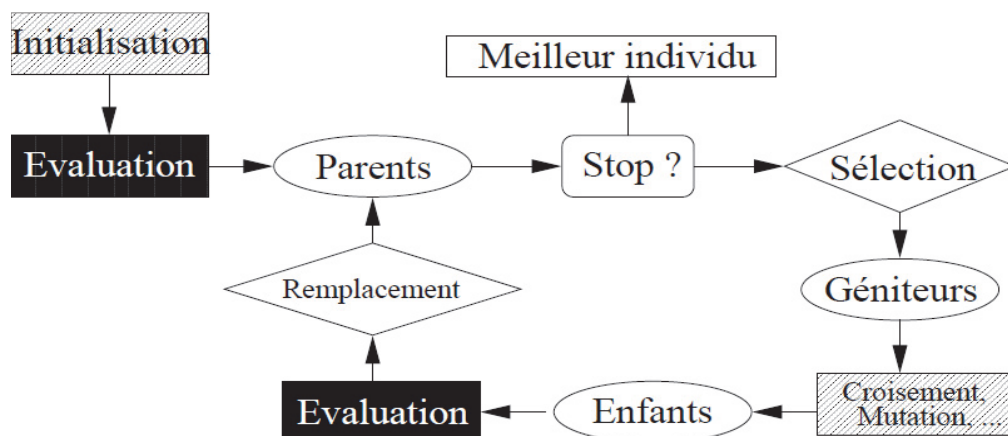 Initialisation
Meilleur individu
Evaluation
Parents
Stop ?
Sélection
Remplacement
Géniteurs
Evaluation
Enfants
Croisement,
Mutation, ...